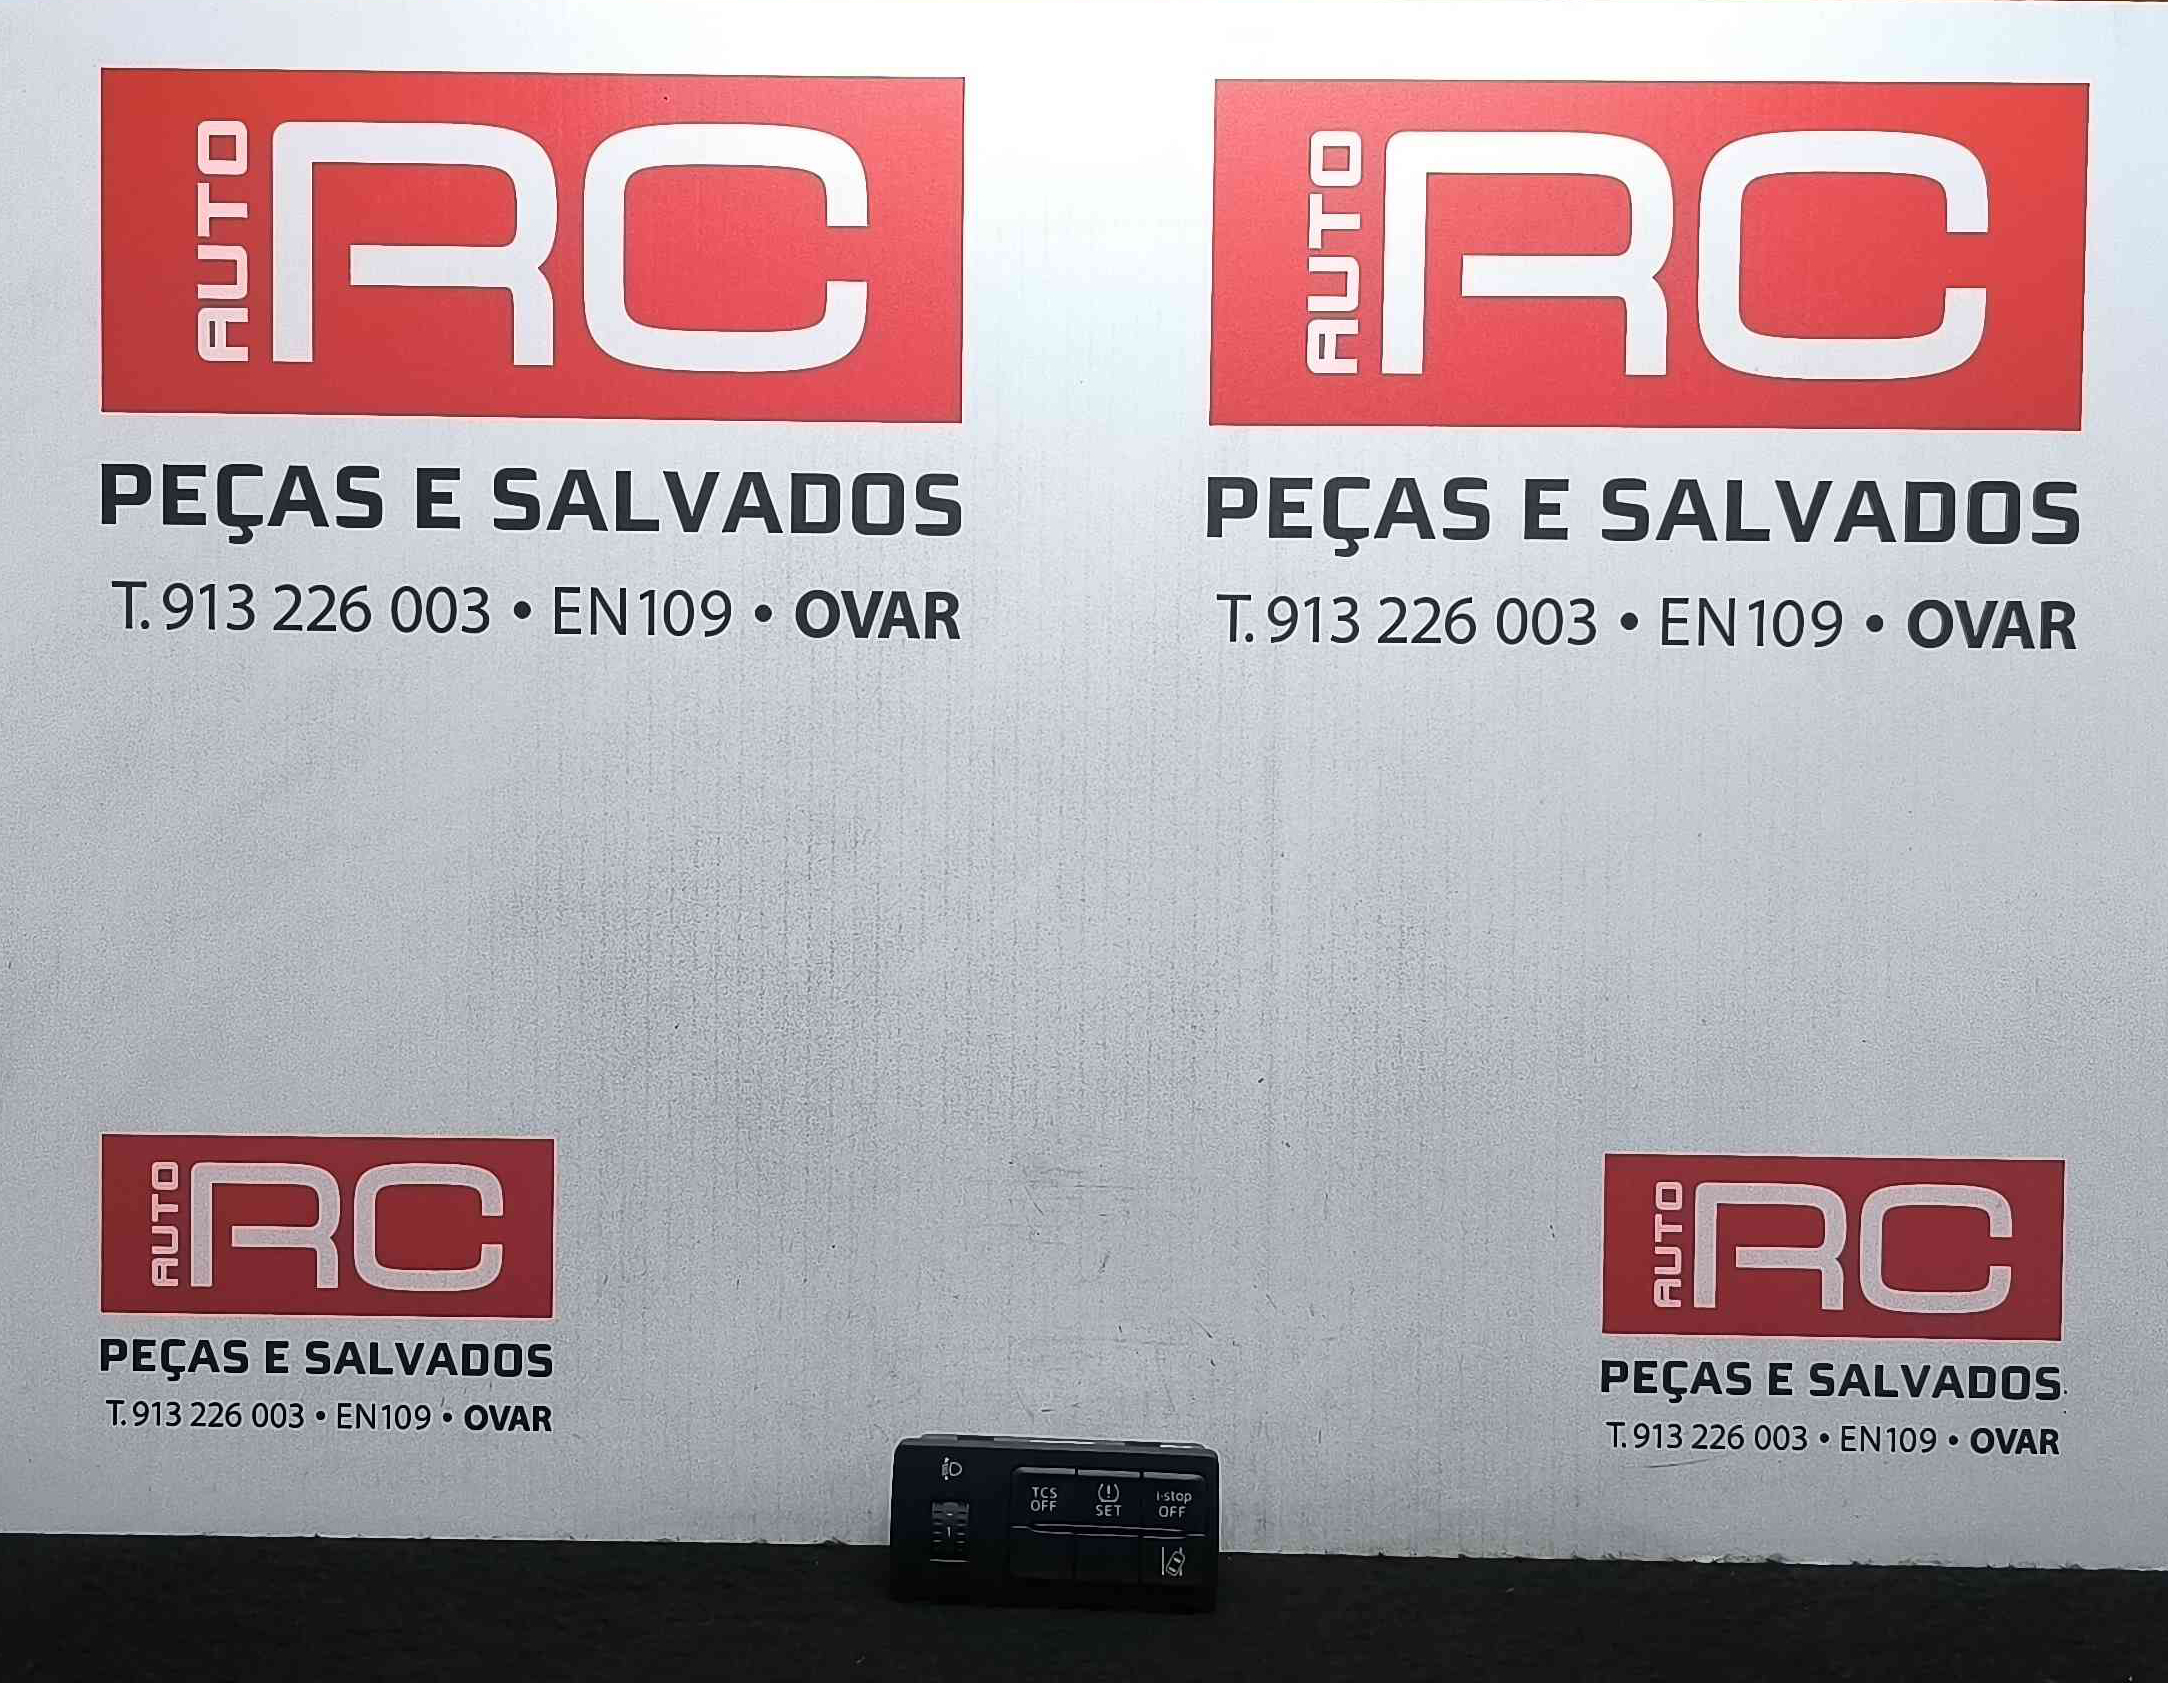 AUTO RC
PEÇAS E SALVADOS
T. 913 226 003 • EN109 • OVAR
AUTO RC
PEÇAS E SALVADOS
T. 913 226 003 • EN109 • OVAR
AUTO RC
PEÇAS E SALVADOS
T. 913 226 003 • EN109 • OVAR
AUTO RC
PEÇAS E SALVADOS
T. 913 226 003 • EN109 • OVAR
1
TCS
OFF
(!)
SET
i-stop
OFF